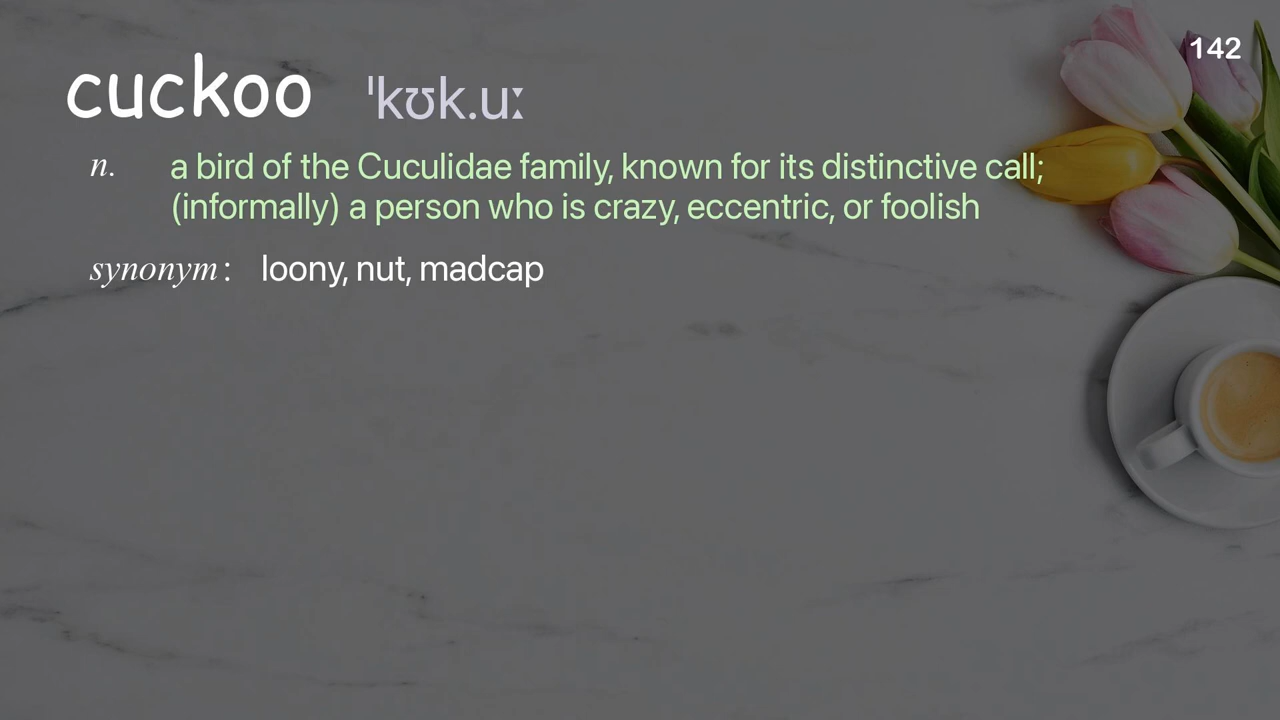 142
cuckoo ˈkʊk.uː
n. a bird of the Cuculidae family, known for its distinctive call;
(informally) a person who is crazy, eccentric, or foolish
synonym: loony, nut, madcap